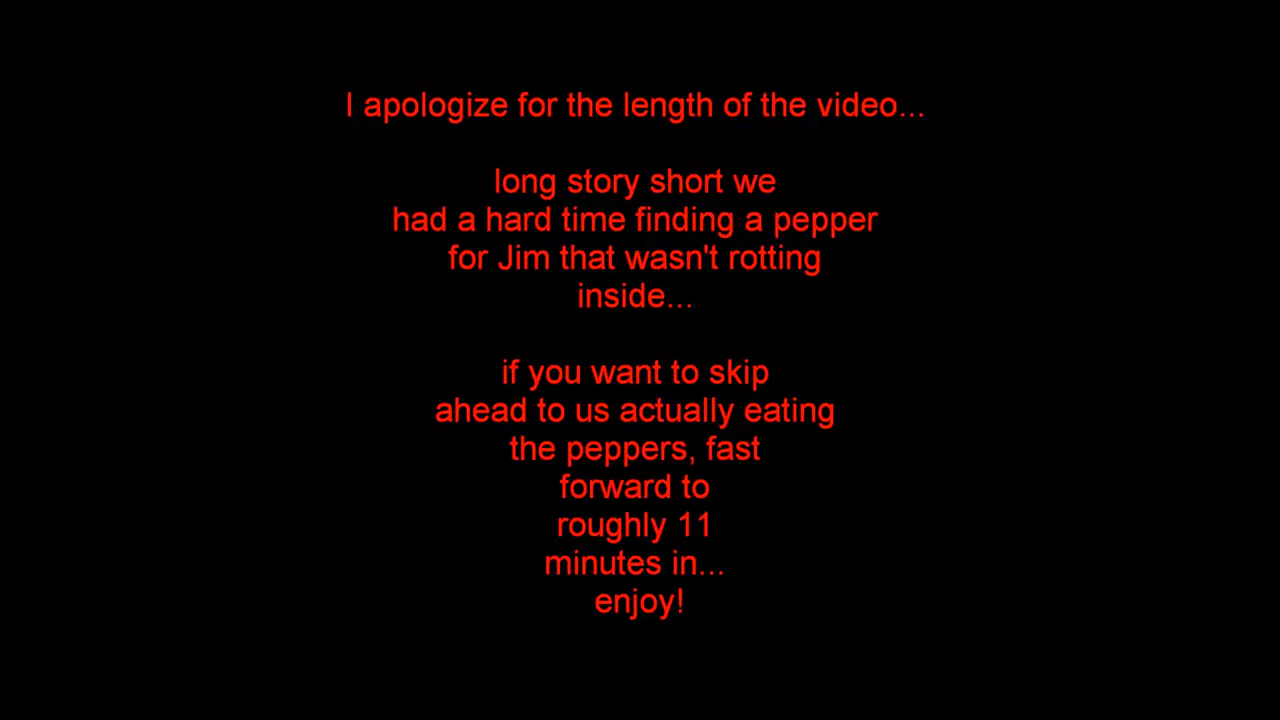 I apologize for the length of the video...
long story short we
had a hard time finding a pepper
for Jim that wasn't rotting
inside...
if you want to skip
ahead to us actually eating
the peppers, fast
forward to
roughly 11
minutes in...
enjoy!